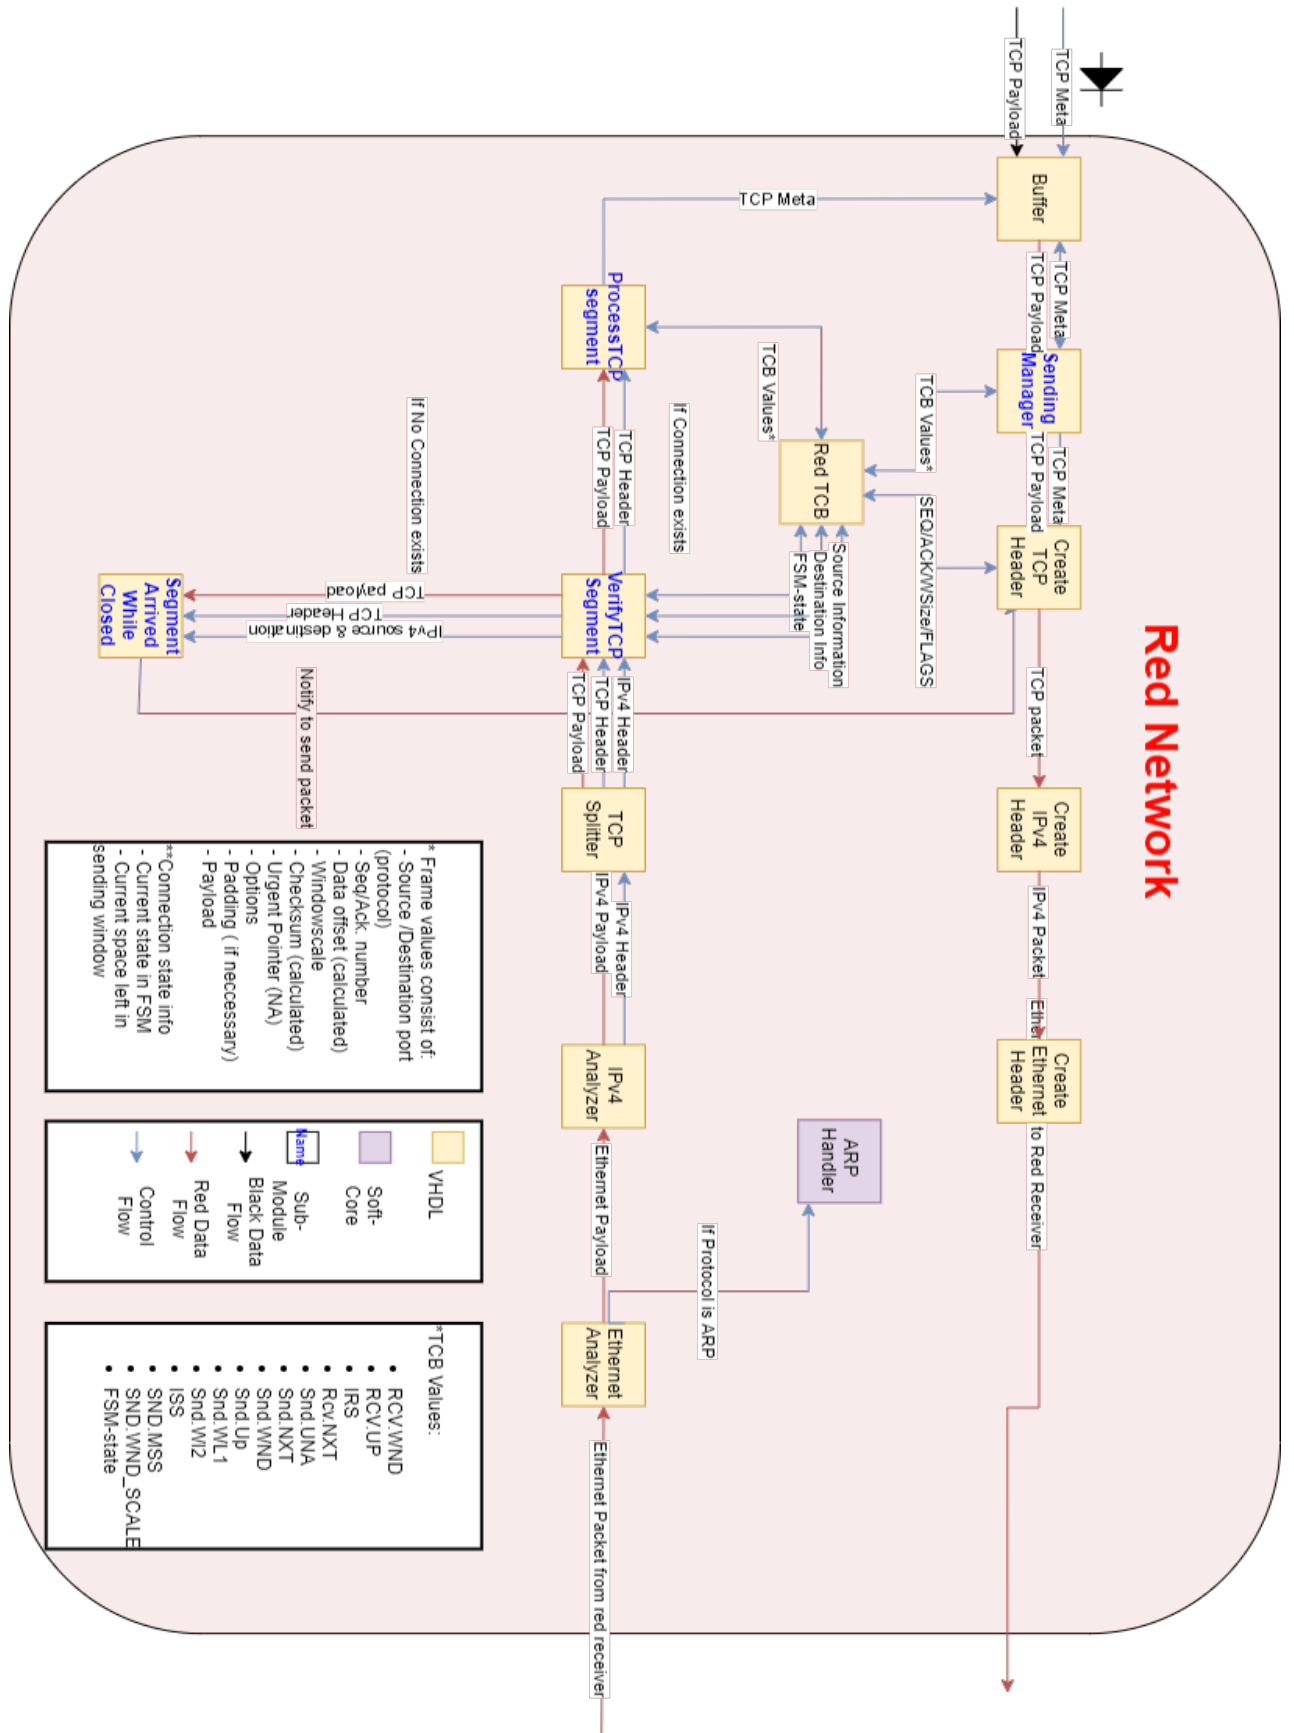 Red Network
TCP Meta
TCP Payload
Buffer
TCP Meta
TCP Payload
Sending
Manager
TCP Meta
TCP Payload
Create
TCP
Header
TCP packet
Create
IPv4
Header
IPv4 Packet
Ethe
Create
Ethernet
Header
to Red Receiver
TCP Meta
TCB Values*
SEQ/ACK/WSize/FLAGS
TCB Values*
Red TCB
Source Information
Destination Info
FSM-state
ARP
Handler
If Protocol is ARP
If Connection exists
ProcessTCP
segment
TCP Header
TCP Payload
VerifyTCP
Segment
IPv4 Header
TCP Header
TCP Payload
TCP
Splitter
IPv4 Header
IPv4 Payload
IPv4
Analyzer
Ethernet Payload
Ethernet
Analyzer
Ethernet Packet from red receiver
If No Connection exists
TCP payload
TCP Header
IPv4 source & destination
Segment
Arrived
While
Closed
Notify to send packet
* Frame values consist of:
- Source /Destination port
(protocol)
- Seq/Ack. number
- Data offset (calculated)
- Windowscale
- Checksum (calculated)
- Urgent Pointer (NA)
- Options
- Padding ( if neccessary)
- Payload
**Connection state info
- Current state in FSM
- Current space left in
sending window
VHDL
Soft-
Core
Name
Sub-
Module
Black Data
Flow
Red Data
Flow
Control
Flow
*TCB Values:
• RCV.WND
• RCV.UP
• IRS
• Rcv.NXT
• Snd.UNA
• Snd.NXT
• Snd.WND
• Snd.Up
• Snd.WL1
• Snd.Wl2
• ISS
• SND.MSS
• SND.WND_SCALE
• FSM-state